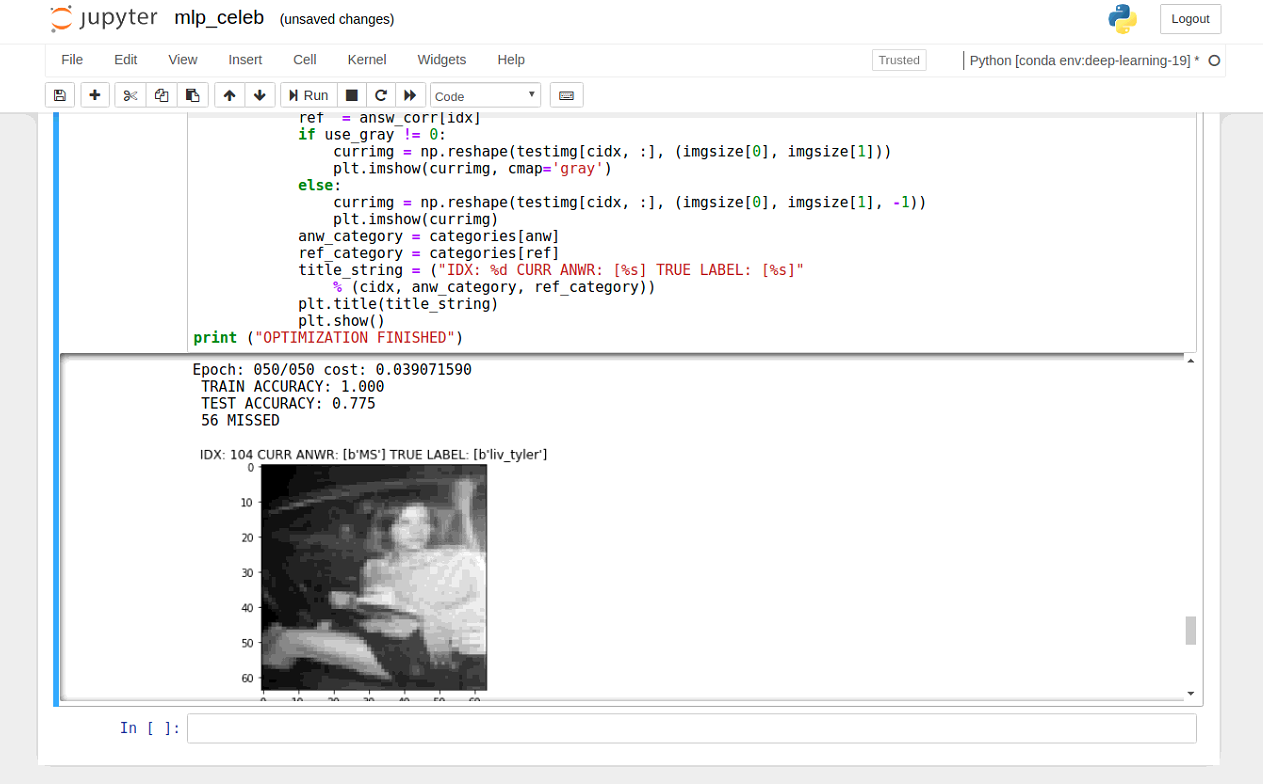 jupyter mlp_celeb (unsaved changes) Logout
File Edit View Insert Cell Kernel Widgets Help Trusted Python [conda env:deep-learning-19] *
Run Code
ref = answ_corr[idx]
if use_gray != 0:
currimg = np.reshape(testimg[cidx, :], (imgsize[0], imgsize[1]))
plt.imshow(currimg, cmap='gray')
else:
currimg = np.reshape(testimg[cidx, :], (imgsize[0], imgsize[1], -1))
plt.imshow(currimg)
anw_category = categories[anw]
ref_category = categories[ref]
title_string = ("IDX: %d CURR ANWR: [%s] TRUE LABEL: [%s]"
% (cidx, anw_category, ref_category))
plt.title(title_string)
plt.show()
print ("OPTIMIZATION FINISHED")
Epoch: 050/050 cost: 0.039071590
TRAIN ACCURACY: 1.000
TEST ACCURACY: 0.775
56 MISSED
IDX: 104 CURR ANWR: [b'MS'] TRUE LABEL: [b'liv_tyler']
0
10
20
30
40
50
60
0 10 20 30 40 50 60
In [ ]: